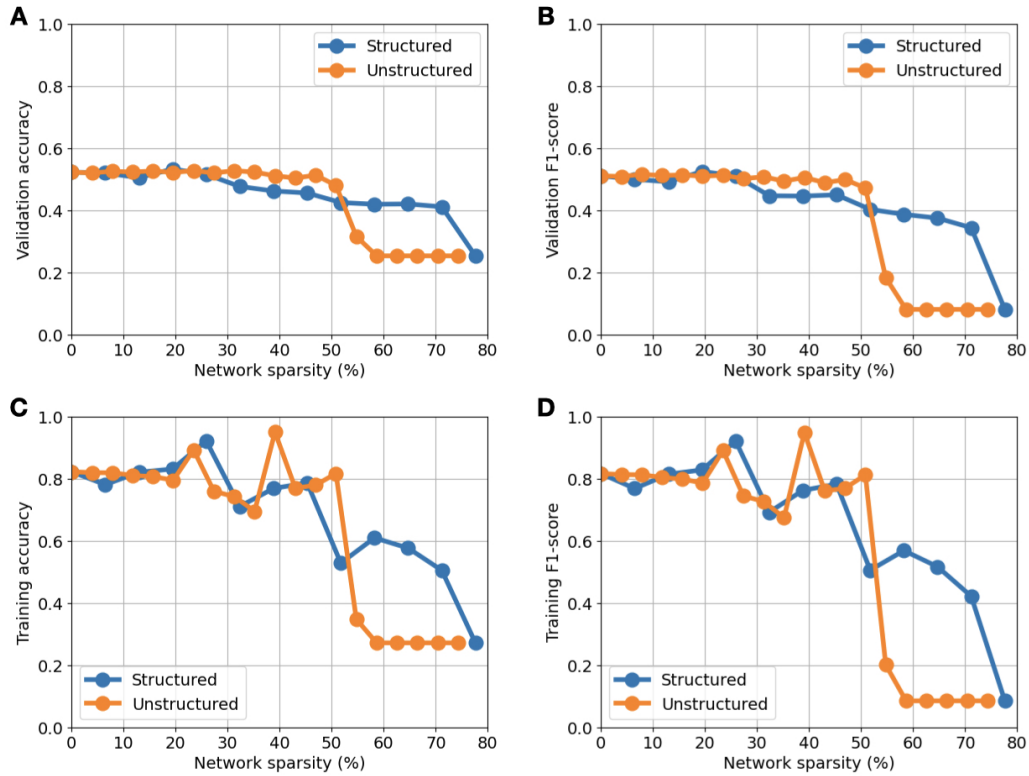 A
1.0
0.8
0.6
0.4
0.2
0.0
Validation accuracy
Structured
Unstructured
0 10 20 30 40 50 60 70 80
Network sparsity (%)
B
1.0
0.8
0.6
0.4
0.2
0.0
Validation F1-score
Structured
Unstructured
0 10 20 30 40 50 60 70 80
Network sparsity (%)
C
1.0
0.8
0.6
0.4
0.2
0.0
Training accuracy
Structured
Unstructured
0 10 20 30 40 50 60 70 80
Network sparsity (%)
D
1.0
0.8
0.6
0.4
0.2
0.0
Training F1-score
Structured
Unstructured
0 10 20 30 40 50 60 70 80
Network sparsity (%)